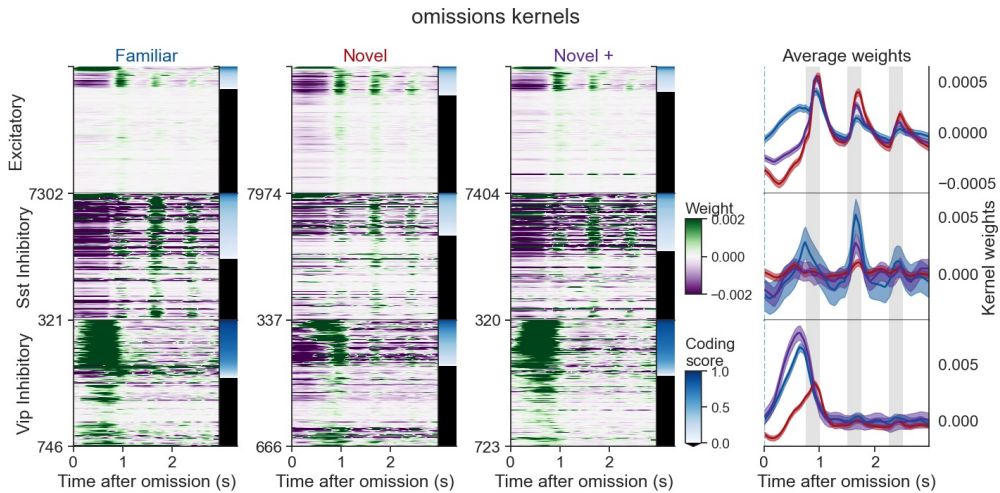 omissions kernels
Familiar Novel Novel + Average weights
Excitatory
Sst Inhibitory
Vip Inhibitory
7302 7974 7404
321 337 320
746 666 723
0 1 2
0 1 2
0 1 2
0 1 2
Time after omission (s) Time after omission (s) Time after omission (s) Time after omission (s)
Weight
0.002
0.000
−0.002
Coding
score
1.0
0.5
0.0
0.0005
0.0000
−0.0005
0.005
0.000
0.005
0.000
Kernel weights